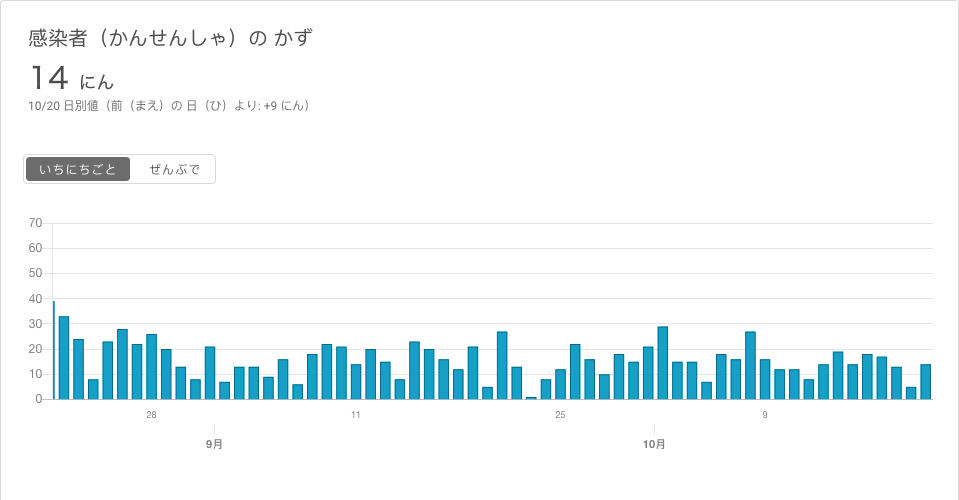 感染者（かんせんしゃ）の かず
14 にん
10/20 日別値（前（まえ）の 日（ひ）より: +9 にん）
いちにちごと ぜんぶで
70
60
50
40
30
20
10
0
28 11 25 9
9月 10月